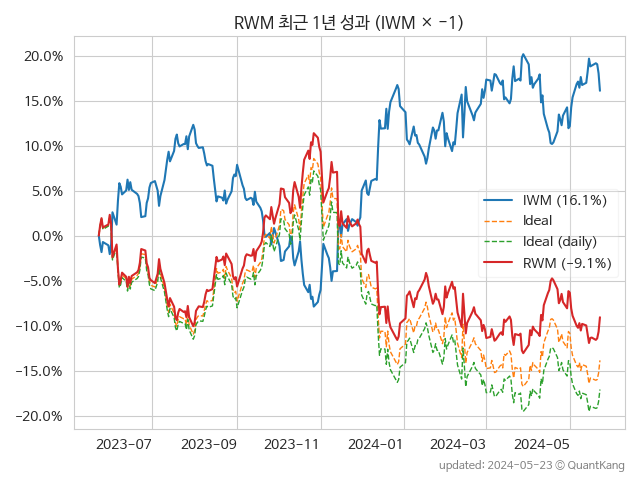 RWM 최근 1년 성과 (IWM × −1)
20.0%
15.0%
10.0%
5.0%
0.0%
−5.0%
−10.0%
−15.0%
−20.0%
IWM (16.1%)
Ideal
Ideal (daily)
RWM (−9.1%)
2023-07 2023-09 2023-11 2024-01 2024-03 2024-05
updated: 2024-05-23 ⓒ QuantKang